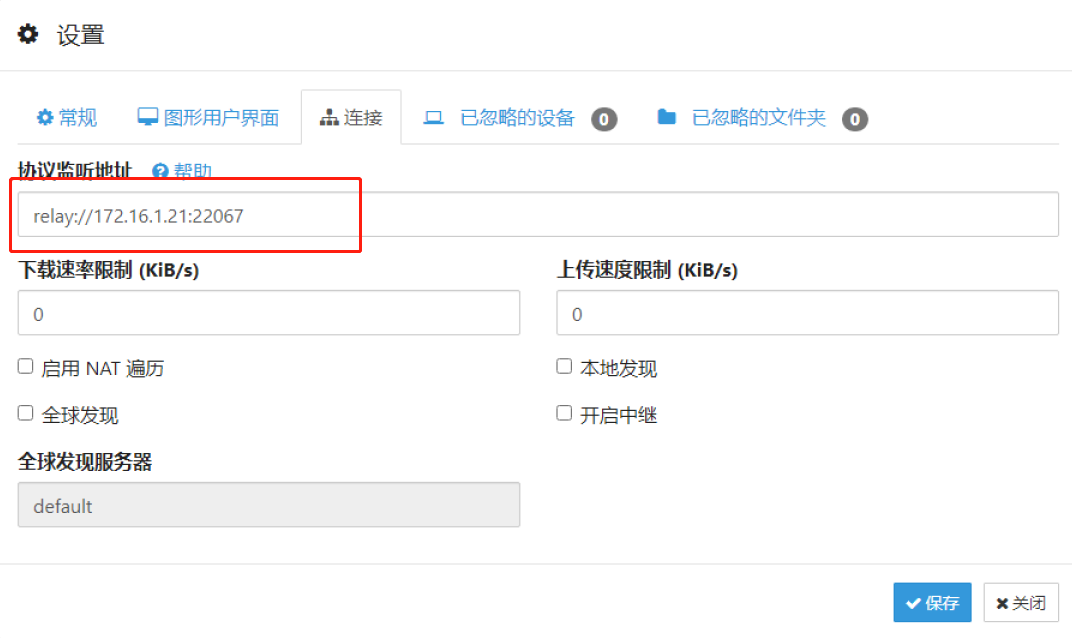 设置
常规 图形用户界面 连接 已忽略的设备 0 已忽略的文件夹 0
协议监听地址 帮助
relay://172.16.1.21:22067
下载速率限制 (KiB/s) 上传速度限制 (KiB/s)
0 0
启用 NAT 遍历 本地发现
全球发现 开启中继
全球发现服务器
default
保存 关闭